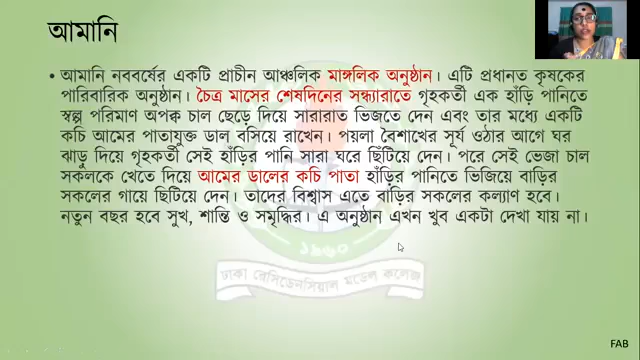 আমানি
• আমানি নববর্ষের একটি প্রাচীন আঞ্চলিক মাঙ্গলিক অনুষ্ঠান। এটি প্রধানত কৃষকের
পারিবারিক অনুষ্ঠান। চৈত্র মাসের শেষদিনের সন্ধ্যারাতে গৃহকর্তী এক হাঁড়ি পানিতে
স্বল্প পরিমাণ অপক্ব চাল ছেড়ে দিয়ে সারারাত ভিজতে দেন এবং তার মধ্যে একটি
কচি আমের পাতাযুক্ত ডাল বসিয়ে রাখেন। পয়লা বৈশাখের সূর্য ওঠার আগে ঘর
ঝাড়ু দিয়ে গৃহকর্তী সেই হাঁড়ির পানি সারা ঘরে ছিটিয়ে দেন। পরে সেই ভেজা চাল
সকলকে খেতে দিয়ে আমের ডালের কচি পাতা হাঁড়ির পানিতে ভিজিয়ে বাড়ির
সকলের গায়ে ছিটিয়ে দেন। তাদের বিশ্বাস এতে বাড়ির সকলের কল্যাণ হবে।
নতুন বছর হবে সুখ, শান্তি ও সমৃদ্ধির। এ অনুষ্ঠান এখন খুব একটা দেখা যায় না।
১৯৬০
ঢাকা রেসিডেনসিয়াল মডেল কলেজ
FAB